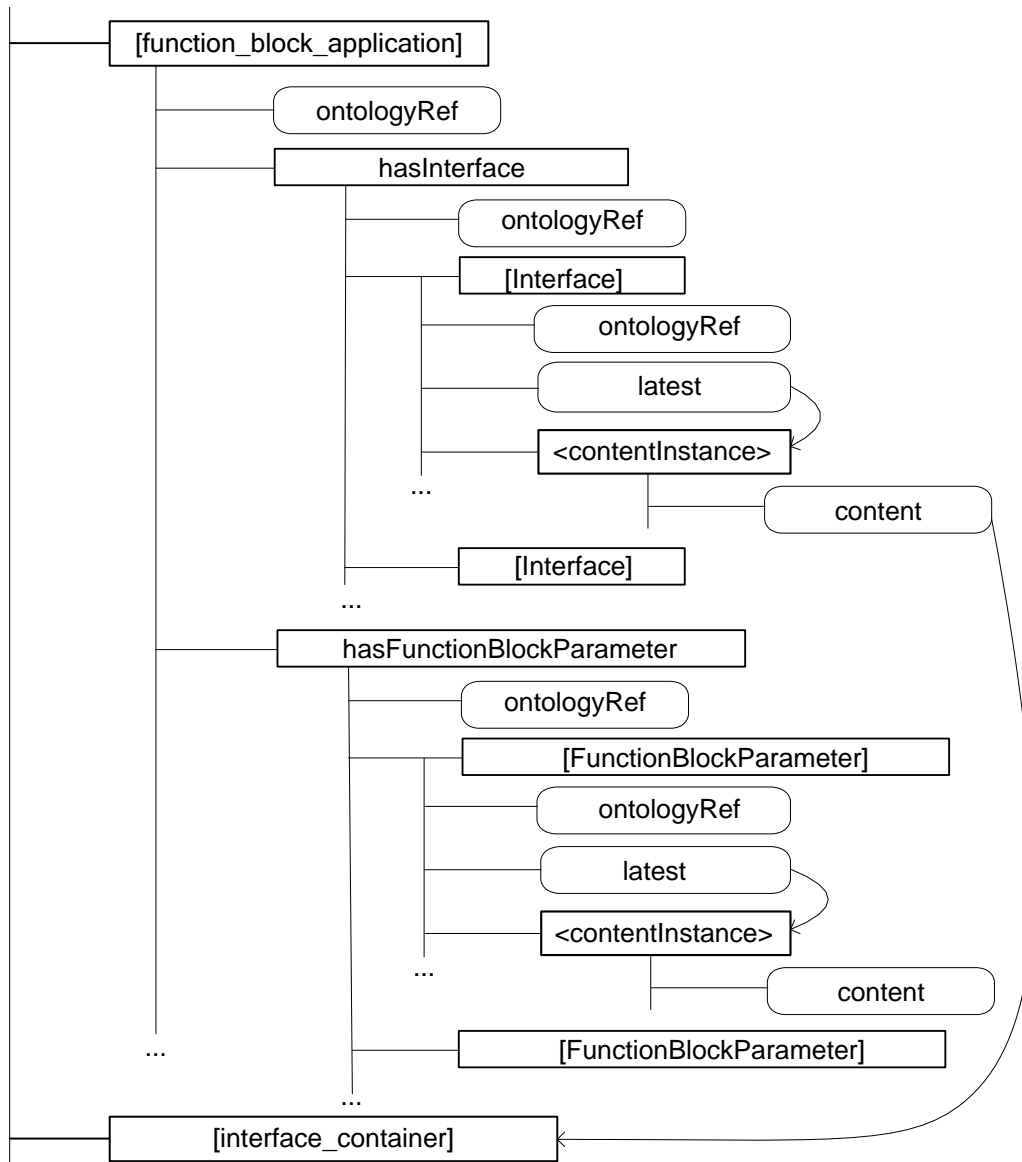 [function_block_application]
ontologyRef
hasInterface
ontologyRef
[Interface]
ontologyRef
latest
<contentInstance>
...
content
[Interface]
...
hasFunctionBlockParameter
ontologyRef
[FunctionBlockParameter]
ontologyRef
latest
<contentInstance>
...
content
...
[FunctionBlockParameter]
...
[interface_container]